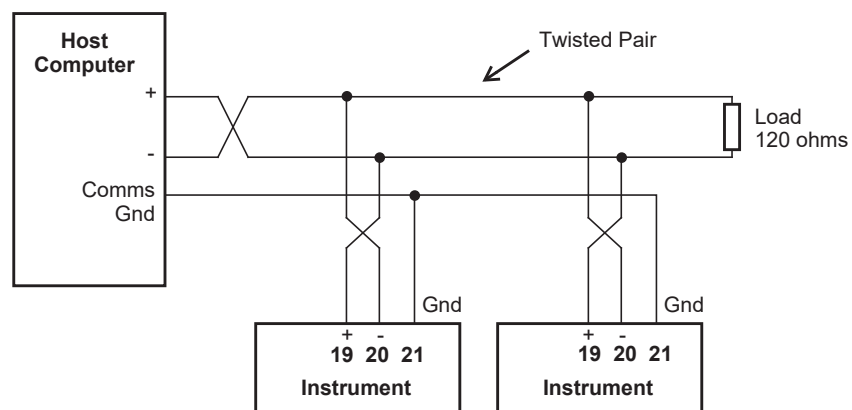 Host
Computer
Twisted Pair
+
-
Load
120 ohms
Comms
Gnd
Gnd
Gnd
+ -
19 20 21
Instrument
+ -
19 20 21
Instrument